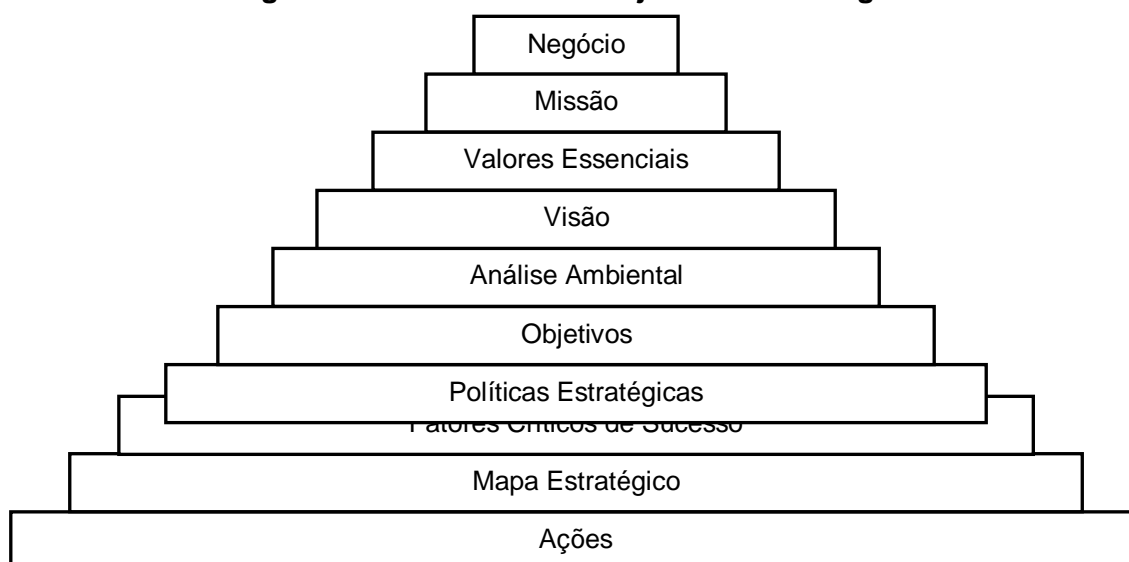 Negócio
Missão
Valores Essenciais
Visão
Análise Ambiental
Objetivos
Políticas Estratégicas
Fatores Críticos de Sucesso
Mapa Estratégico
Ações